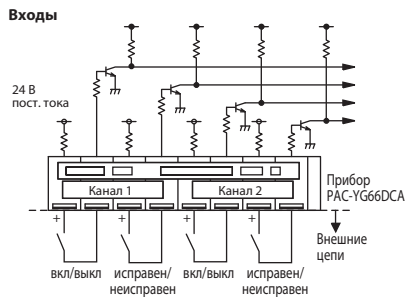 Входы
24 В
пост. тока
Канал 1
Канал 2
Прибор
PAC-YG66DCA
+
+
+
+
Внешние
цепи
вкл/выкл
исправен/
неисправен
вкл/выкл
исправен/
неисправен